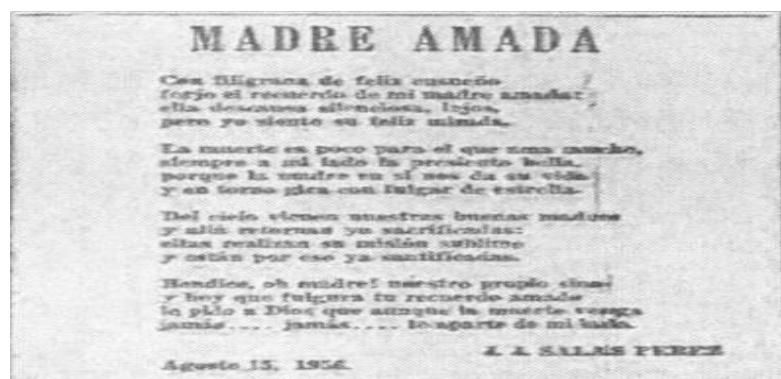 MADRE AMADA
Con filigrana de feliz ensueño
forjo el recuerdo de mi madre amada:
ella descansa silenciosa, lejos,
pero yo siento su feliz mirada.
La muerte es poco para el que ama mucho,
siempre a mi lado la presiento bella,
porque la madre en sí nos da su vida
y en torno gira con fulgor de estrella.
Del cielo vienen nuestras buenas madres
y allá retornan ya sacrificadas:
ellas realizan su misión sublime
y están por eso ya santificadas.
Bendice, oh madre! nuestro propio sino
y hoy que fulgura tu recuerdo amado
le pido a Dios que aunque la muerte venga
jamás.... jamás.... te aparte de mi lado.
J. J. SALAS PEREZ
Agosto 15, 1956.